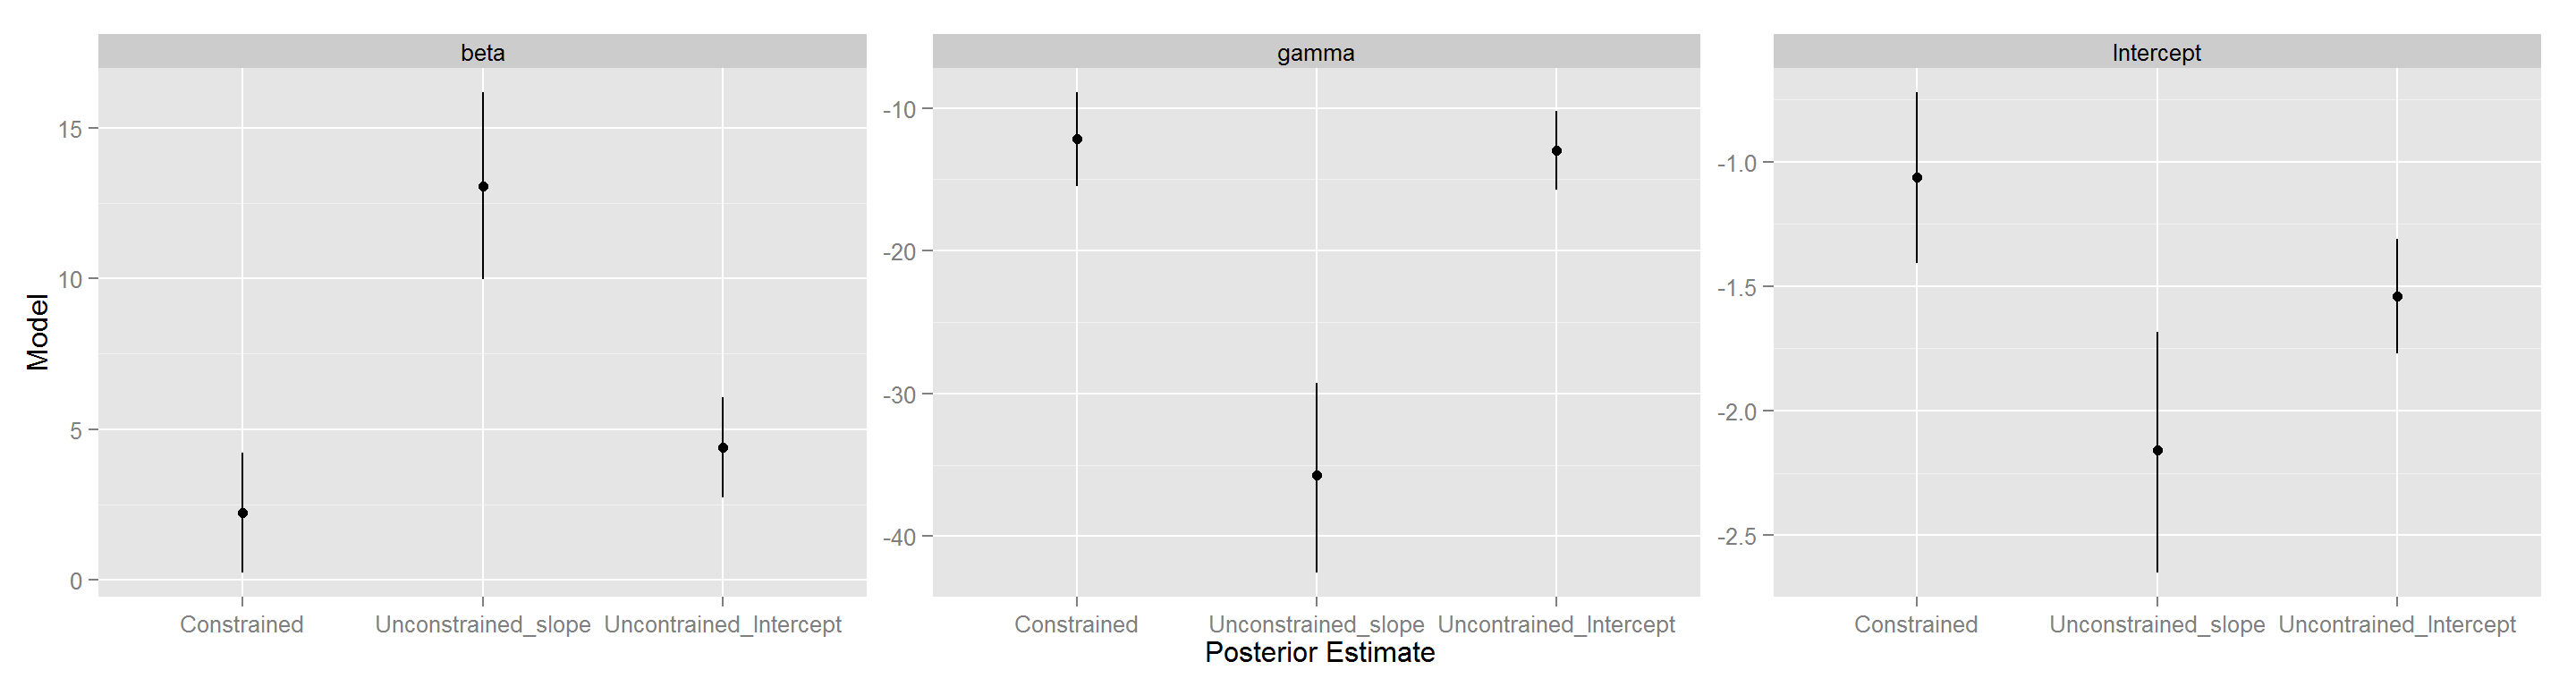 beta
gamma
Intercept
Model
15
10
5
0
-10
-20
-30
-40
-1.0
-1.5
-2.0
-2.5
Constrained Unconstrained_slope Uncontrained_Intercept
Constrained Unconstrained_slope Uncontrained_Intercept
Constrained Unconstrained_slope Uncontrained_Intercept
Posterior Estimate